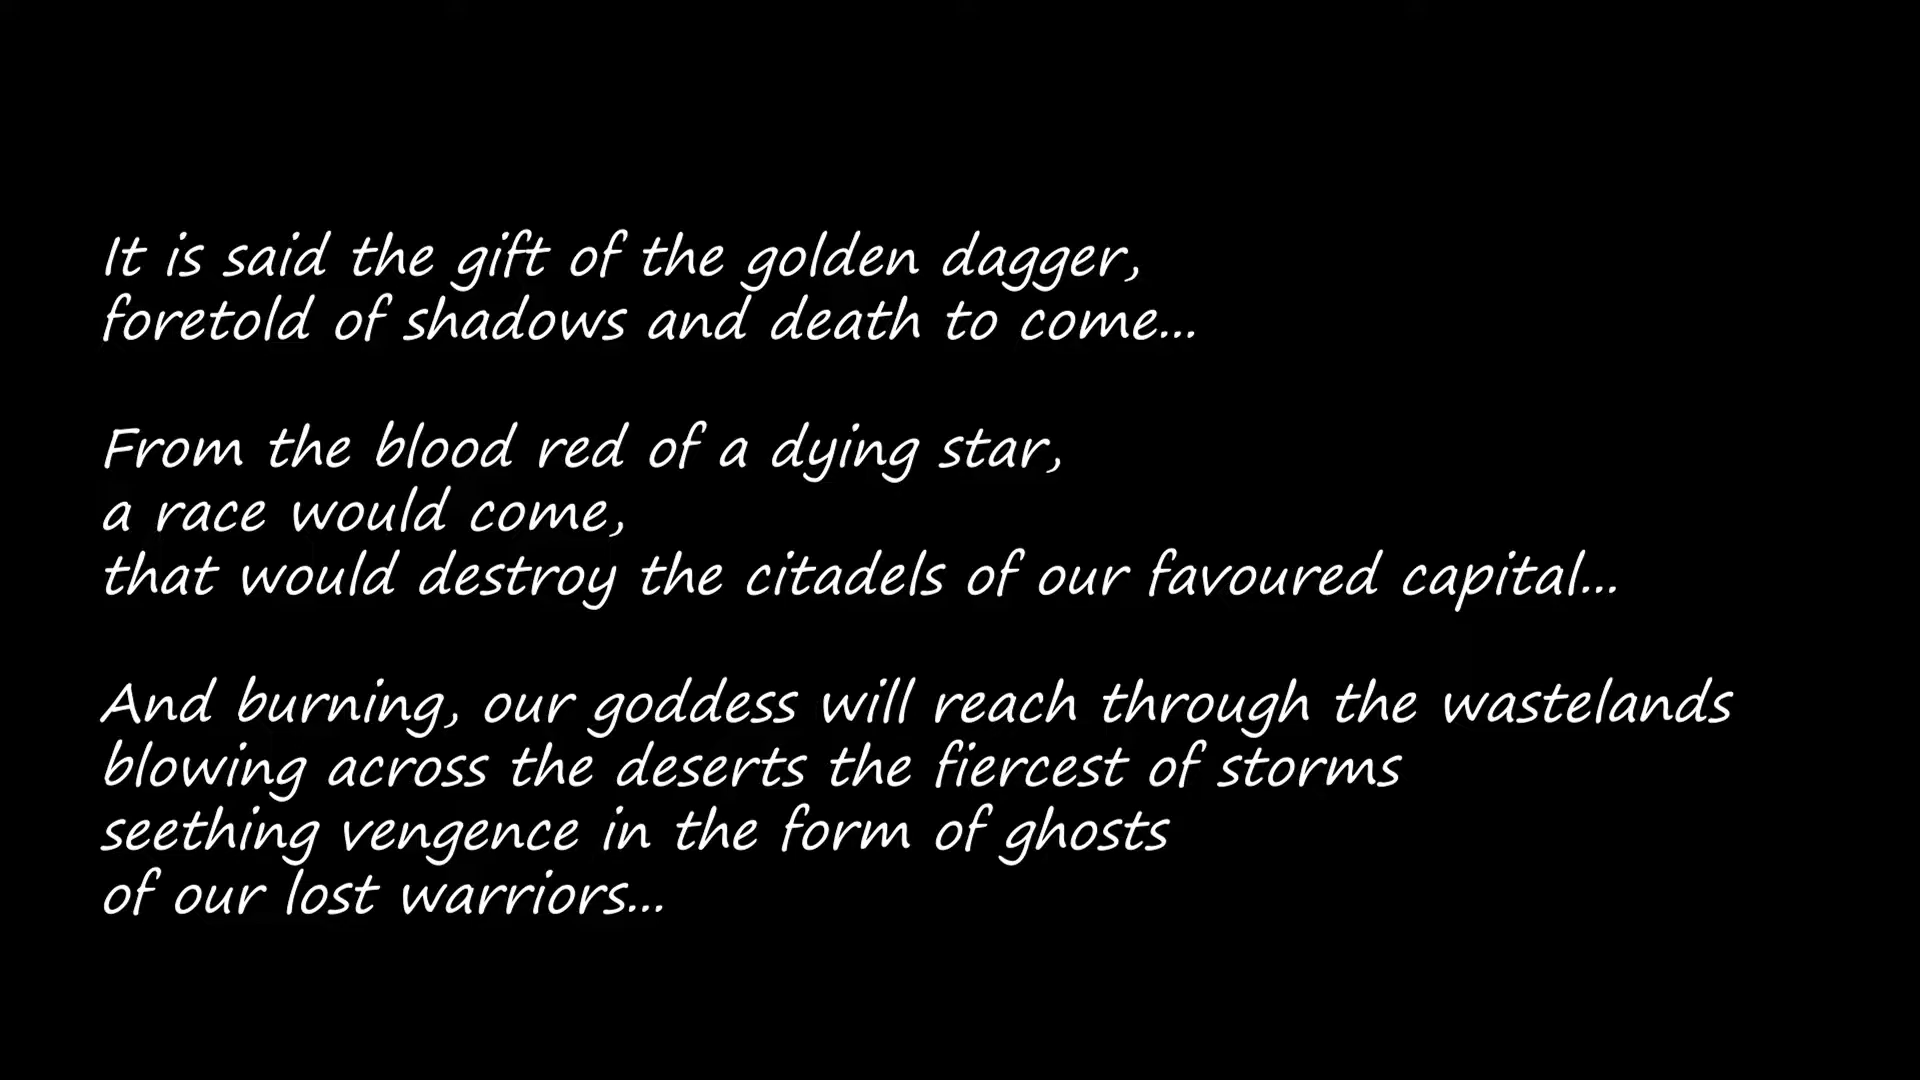 It is said the gift of the golden dagger,
foretold of shadows and death to come...
From the blood red of a dying star,
a race would come,
that would destroy the citadels of our favoured capital...
And burning, our goddess will reach through the wastelands
blowing across the deserts the fiercest of storms
seething vengence in the form of ghosts
of our lost warriors...